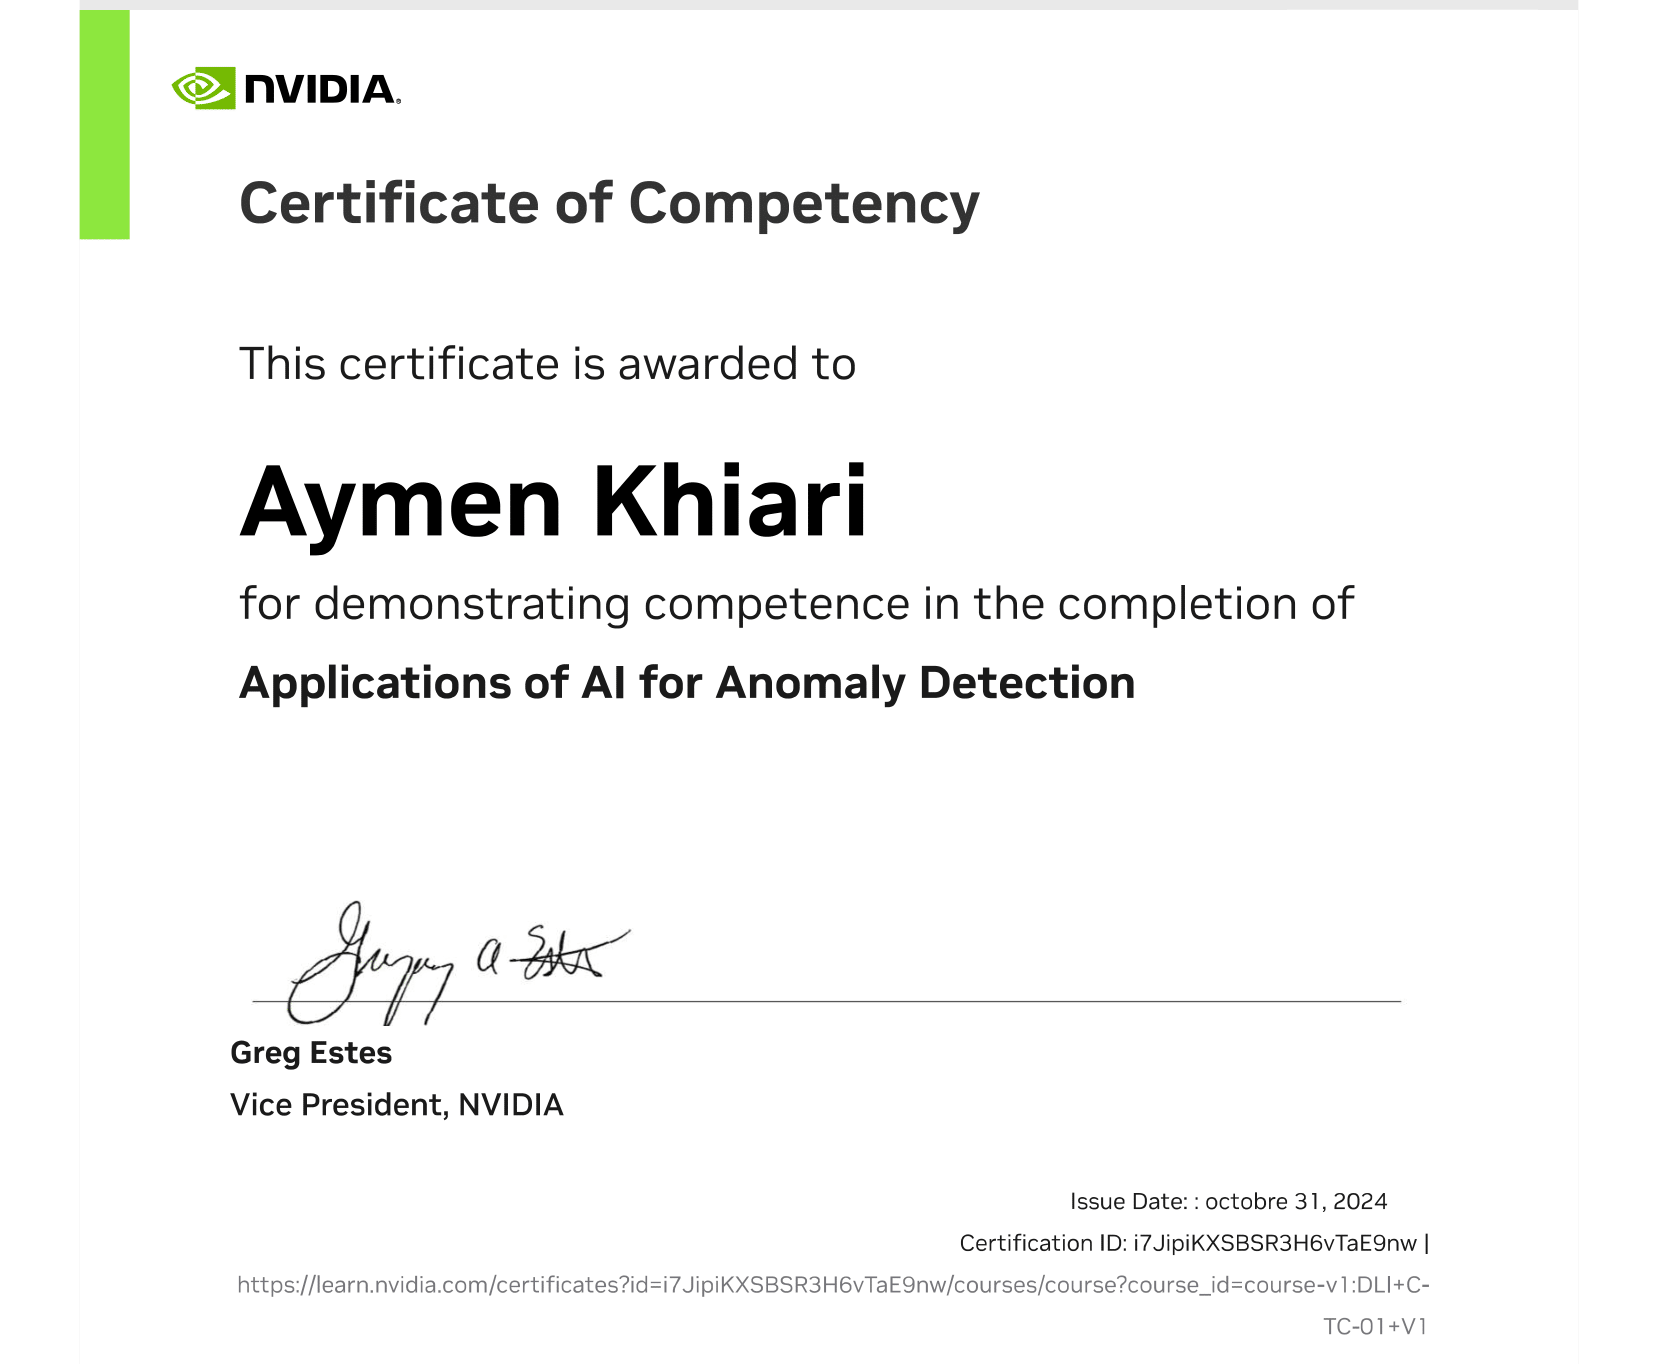 NVIDIA.
Certificate of Competency
This certificate is awarded to
Aymen Khiari
for demonstrating competence in the completion of
Applications of AI for Anomaly Detection
Greg Estes
Vice President, NVIDIA
Issue Date: : octobre 31, 2024
Certification ID: i7JipiKXSBSR3H6vTaE9nw |
https://learn.nvidia.com/certificates?id=i7JipiKXSBSR3H6vTaE9nw/courses/course?course_id=course-v1:DLI+C-
TC-01+V1